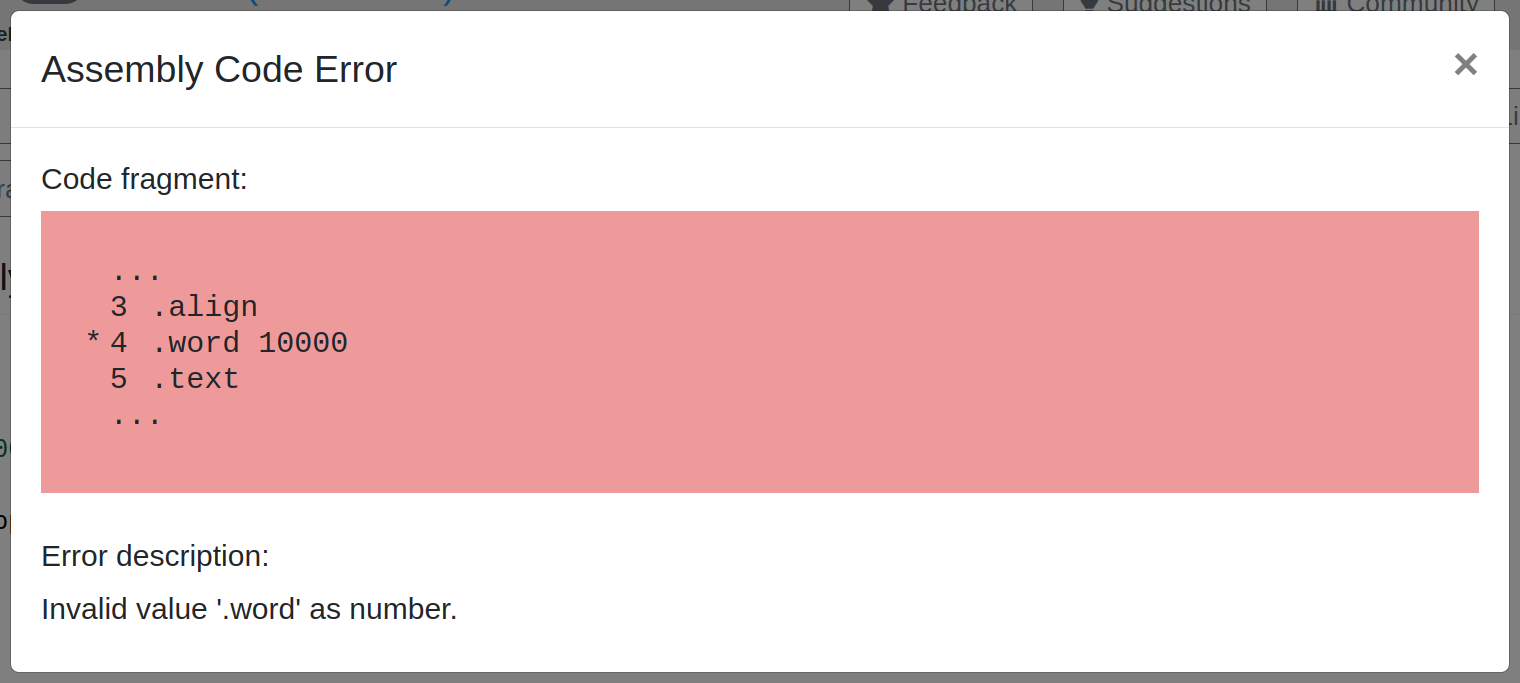 Feedback
Suggestions
Community
Assembly Code Error
×
Code fragment:
...
3 .align
* 4 .word 10000
5 .text
...
Error description:
Invalid value '.word' as number.